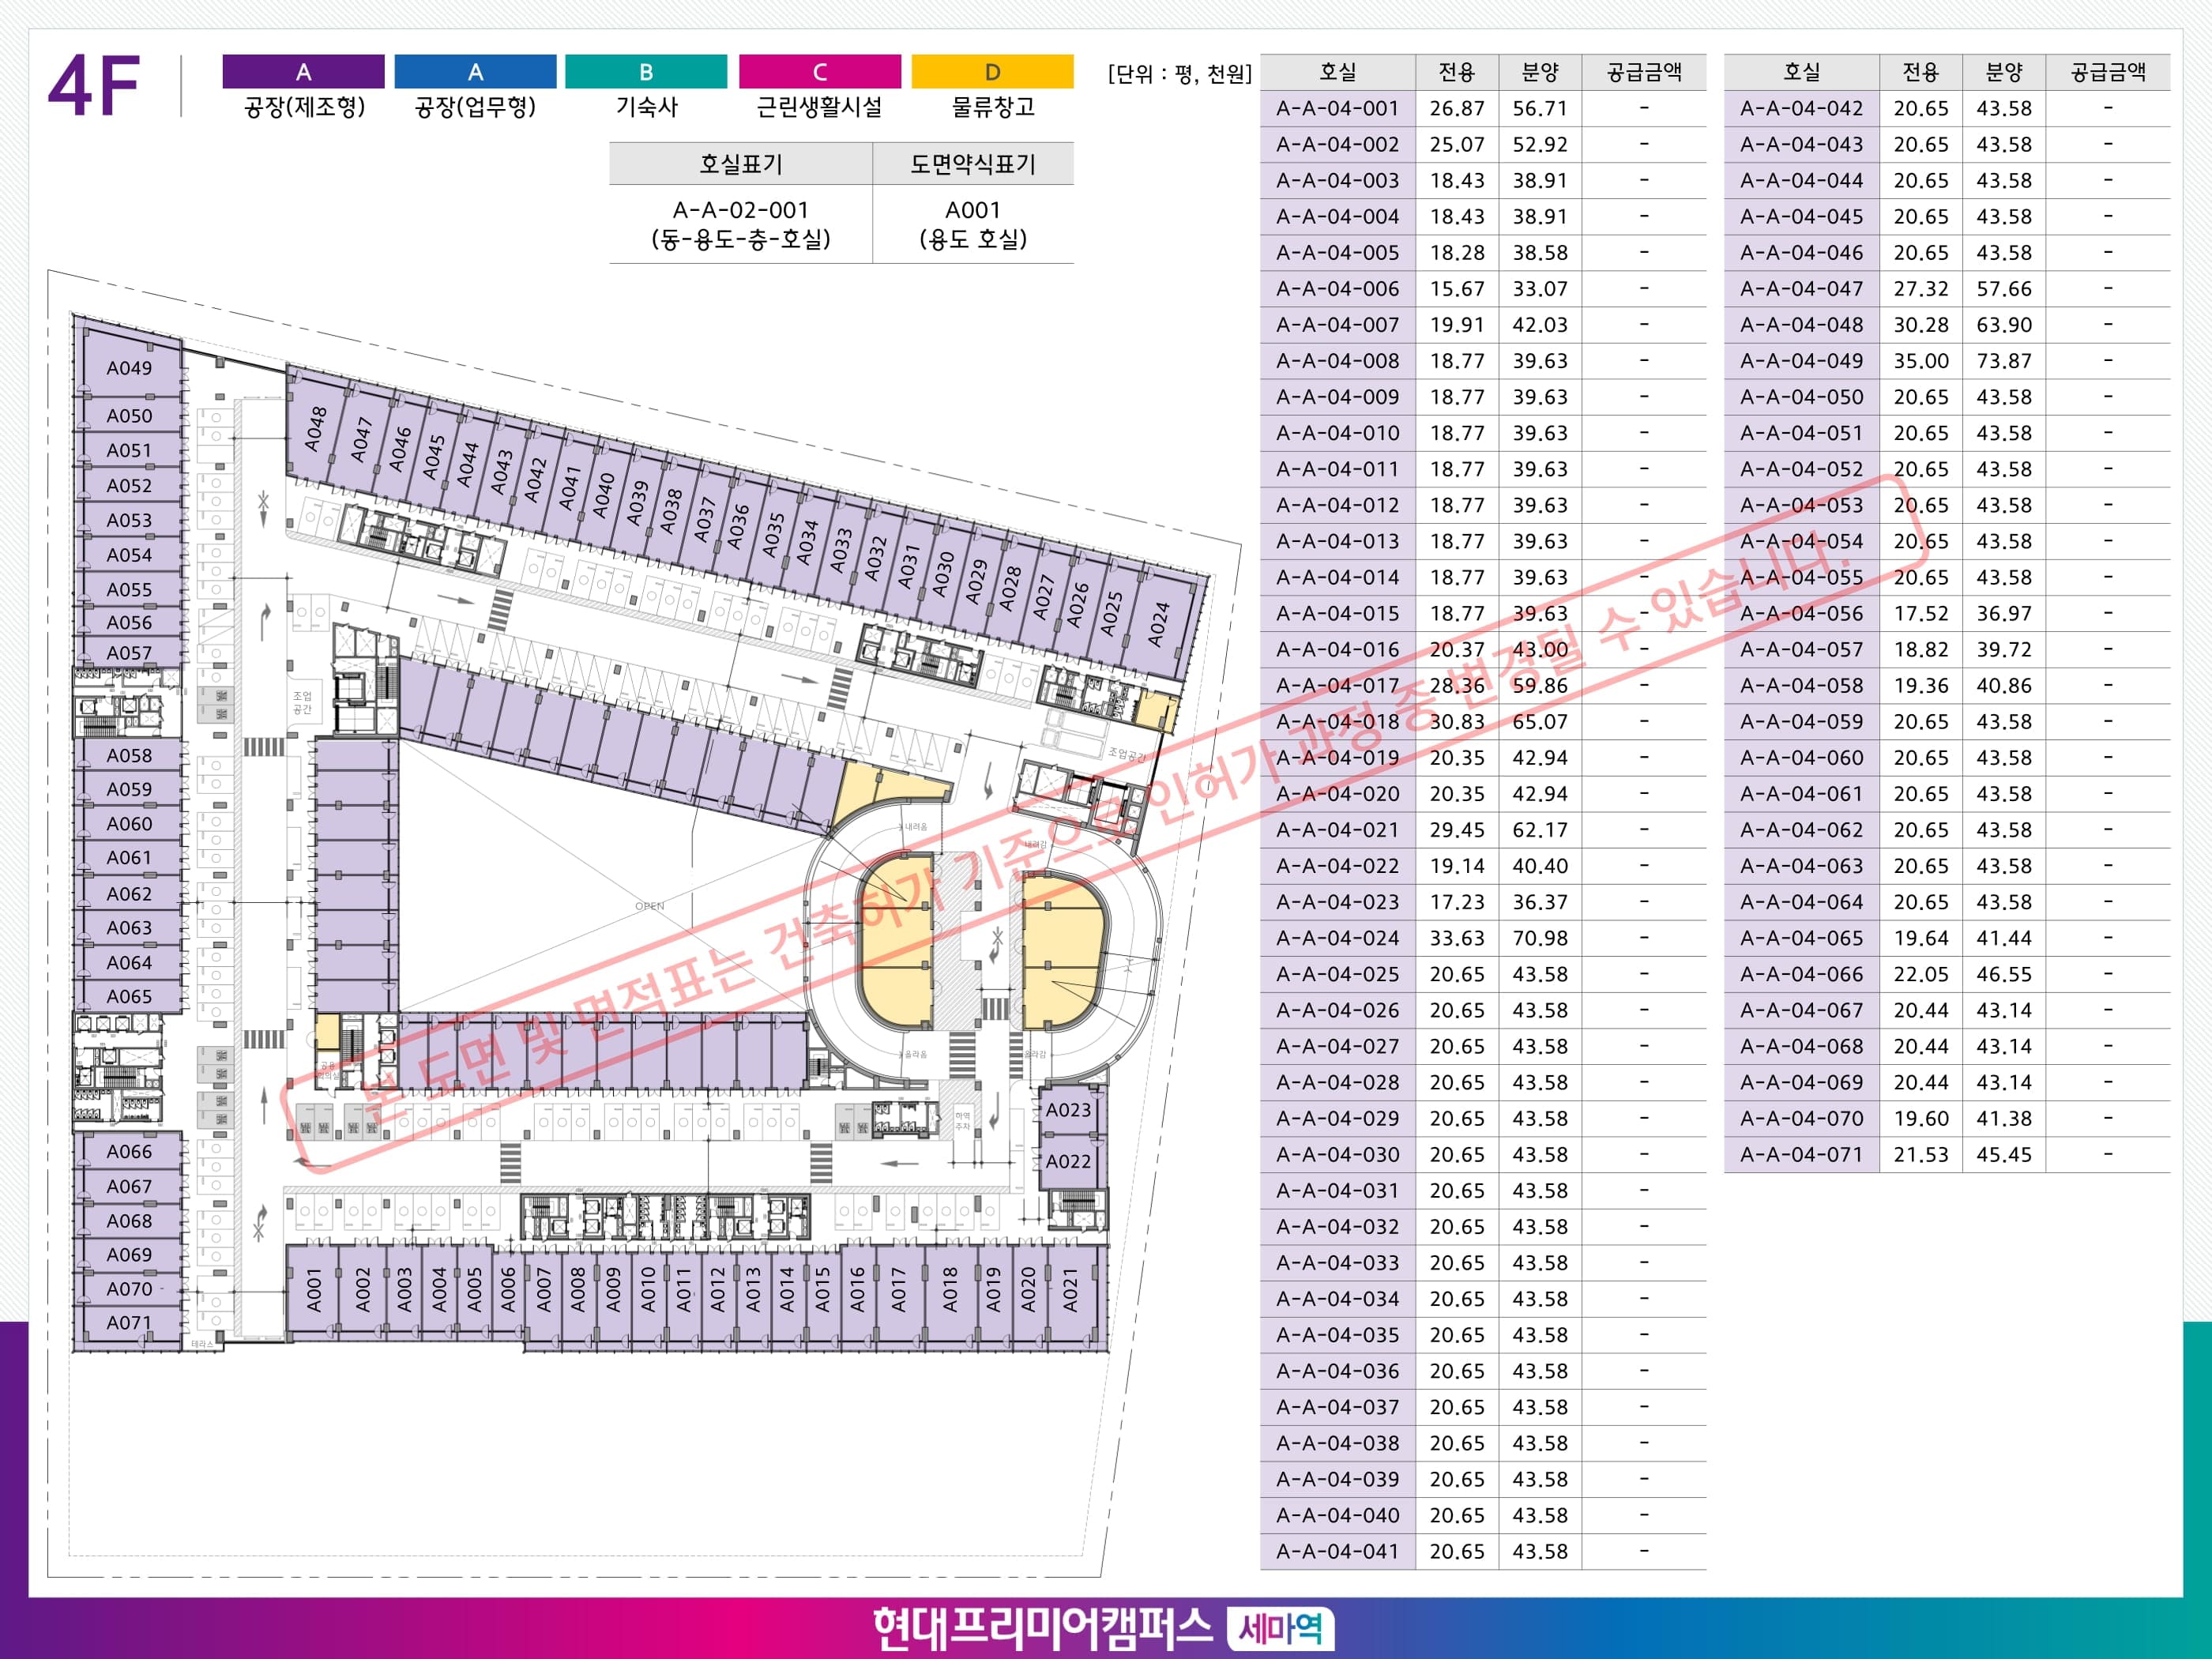 4F
A
A
B
C
D
공장(제조형)
공장(업무형)
기숙사
근린생활시설
물류창고
[단위 : 평, 천원]
호실표기 도면약식표기
A-A-02-001 A001
(동-용도-층-호실) (용도 호실)
호실 전용 분양 공급금액
A-A-04-001 26.87 56.71 -
A-A-04-002 25.07 52.92 -
A-A-04-003 18.43 38.91 -
A-A-04-004 18.43 38.91 -
A-A-04-005 18.28 38.58 -
A-A-04-006 15.67 33.07 -
A-A-04-007 19.91 42.03 -
A-A-04-008 18.77 39.63 -
A-A-04-009 18.77 39.63 -
A-A-04-010 18.77 39.63 -
A-A-04-011 18.77 39.63 -
A-A-04-012 18.77 39.63 -
A-A-04-013 18.77 39.63 -
A-A-04-014 18.77 39.63 -
A-A-04-015 18.77 39.63 -
A-A-04-016 20.37 43.00 -
A-A-04-017 28.36 59.86 -
A-A-04-018 30.83 65.07 -
A-A-04-019 20.35 42.94 -
A-A-04-020 20.35 42.94 -
A-A-04-021 29.45 62.17 -
A-A-04-022 19.14 40.40 -
A-A-04-023 17.23 36.37 -
A-A-04-024 33.63 70.98 -
A-A-04-025 20.65 43.58 -
A-A-04-026 20.65 43.58 -
A-A-04-027 20.65 43.58 -
A-A-04-028 20.65 43.58 -
A-A-04-029 20.65 43.58 -
A-A-04-030 20.65 43.58 -
A-A-04-031 20.65 43.58 -
A-A-04-032 20.65 43.58 -
A-A-04-033 20.65 43.58 -
A-A-04-034 20.65 43.58 -
A-A-04-035 20.65 43.58 -
A-A-04-036 20.65 43.58 -
A-A-04-037 20.65 43.58 -
A-A-04-038 20.65 43.58 -
A-A-04-039 20.65 43.58 -
A-A-04-040 20.65 43.58 -
A-A-04-041 20.65 43.58 -
호실 전용 분양 공급금액
A-A-04-042 20.65 43.58 -
A-A-04-043 20.65 43.58 -
A-A-04-044 20.65 43.58 -
A-A-04-045 20.65 43.58 -
A-A-04-046 20.65 43.58 -
A-A-04-047 27.32 57.66 -
A-A-04-048 30.28 63.90 -
A-A-04-049 35.00 73.87 -
A-A-04-050 20.65 43.58 -
A-A-04-051 20.65 43.58 -
A-A-04-052 20.65 43.58 -
A-A-04-053 20.65 43.58 -
A-A-04-054 20.65 43.58 -
A-A-04-055 20.65 43.58 -
A-A-04-056 17.52 36.97 -
A-A-04-057 18.82 39.72 -
A-A-04-058 19.36 40.86 -
A-A-04-059 20.65 43.58 -
A-A-04-060 20.65 43.58 -
A-A-04-061 20.65 43.58 -
A-A-04-062 20.65 43.58 -
A-A-04-063 20.65 43.58 -
A-A-04-064 20.65 43.58 -
A-A-04-065 19.64 41.44 -
A-A-04-066 22.05 46.55 -
A-A-04-067 20.44 43.14 -
A-A-04-068 20.44 43.14 -
A-A-04-069 20.44 43.14 -
A-A-04-070 19.60 41.38 -
A-A-04-071 21.53 45.45 -
A049
A050
A051
A052
A053
A054
A055
A056
A057
A058
A059
A060
A061
A062
A063
A064
A065
A066
A067
A068
A069
A070
A071
A048
A047
A046
A045
A044
A043
A042
A041
A040
A039
A038
A037
A036
A035
A034
A033
A032
A031
A030
A029
A028
A027
A026
A025
A024
조업
공간
조업공간
내려옴
내려감
OPEN
올라옴
올라감
하역
주차
A023
A022
A001
A002
A003
A004
A005
A006
A007
A008
A009
A010
A011
A012
A013
A014
A015
A016
A017
A018
A019
A020
A021
테라스
본 도면 및 면적표는 건축허가 기준으로 인허가 과정 중 변경될 수 있습니다.
현대프리미어캠퍼스 세마역